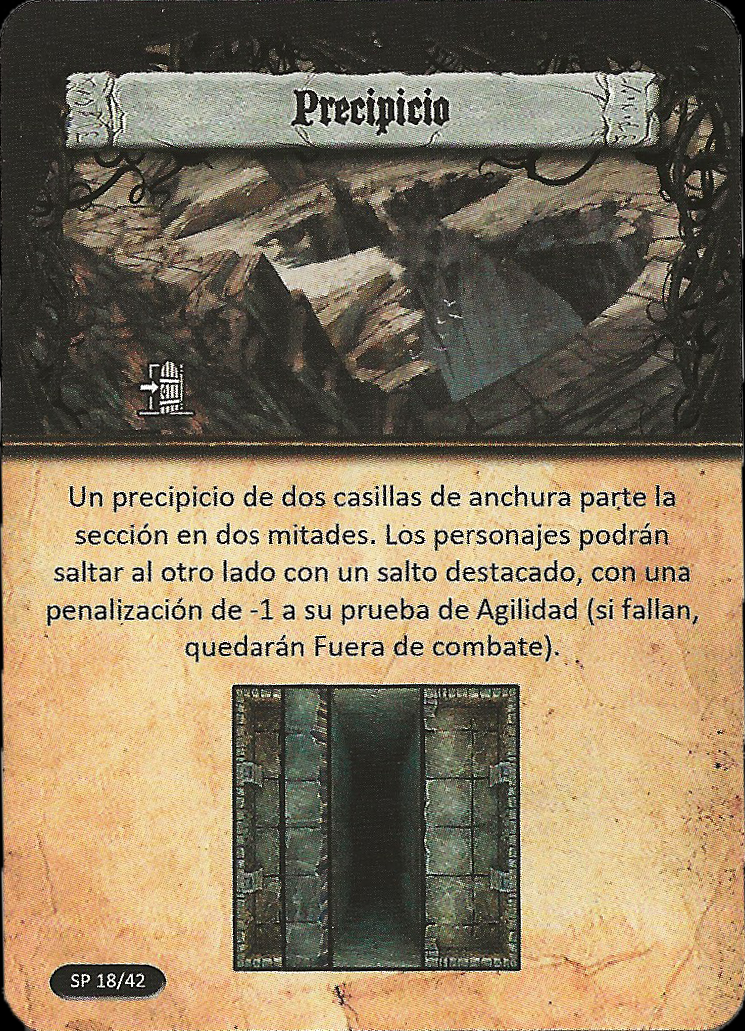 Precipicio
Un precipicio de dos casillas de anchura parte la
sección en dos mitades. Los personajes podrán
saltar al otro lado con un salto destacado, con una
penalización de -1 a su prueba de Agilidad (si fallan,
quedarán Fuera de combate).
SP 18/42